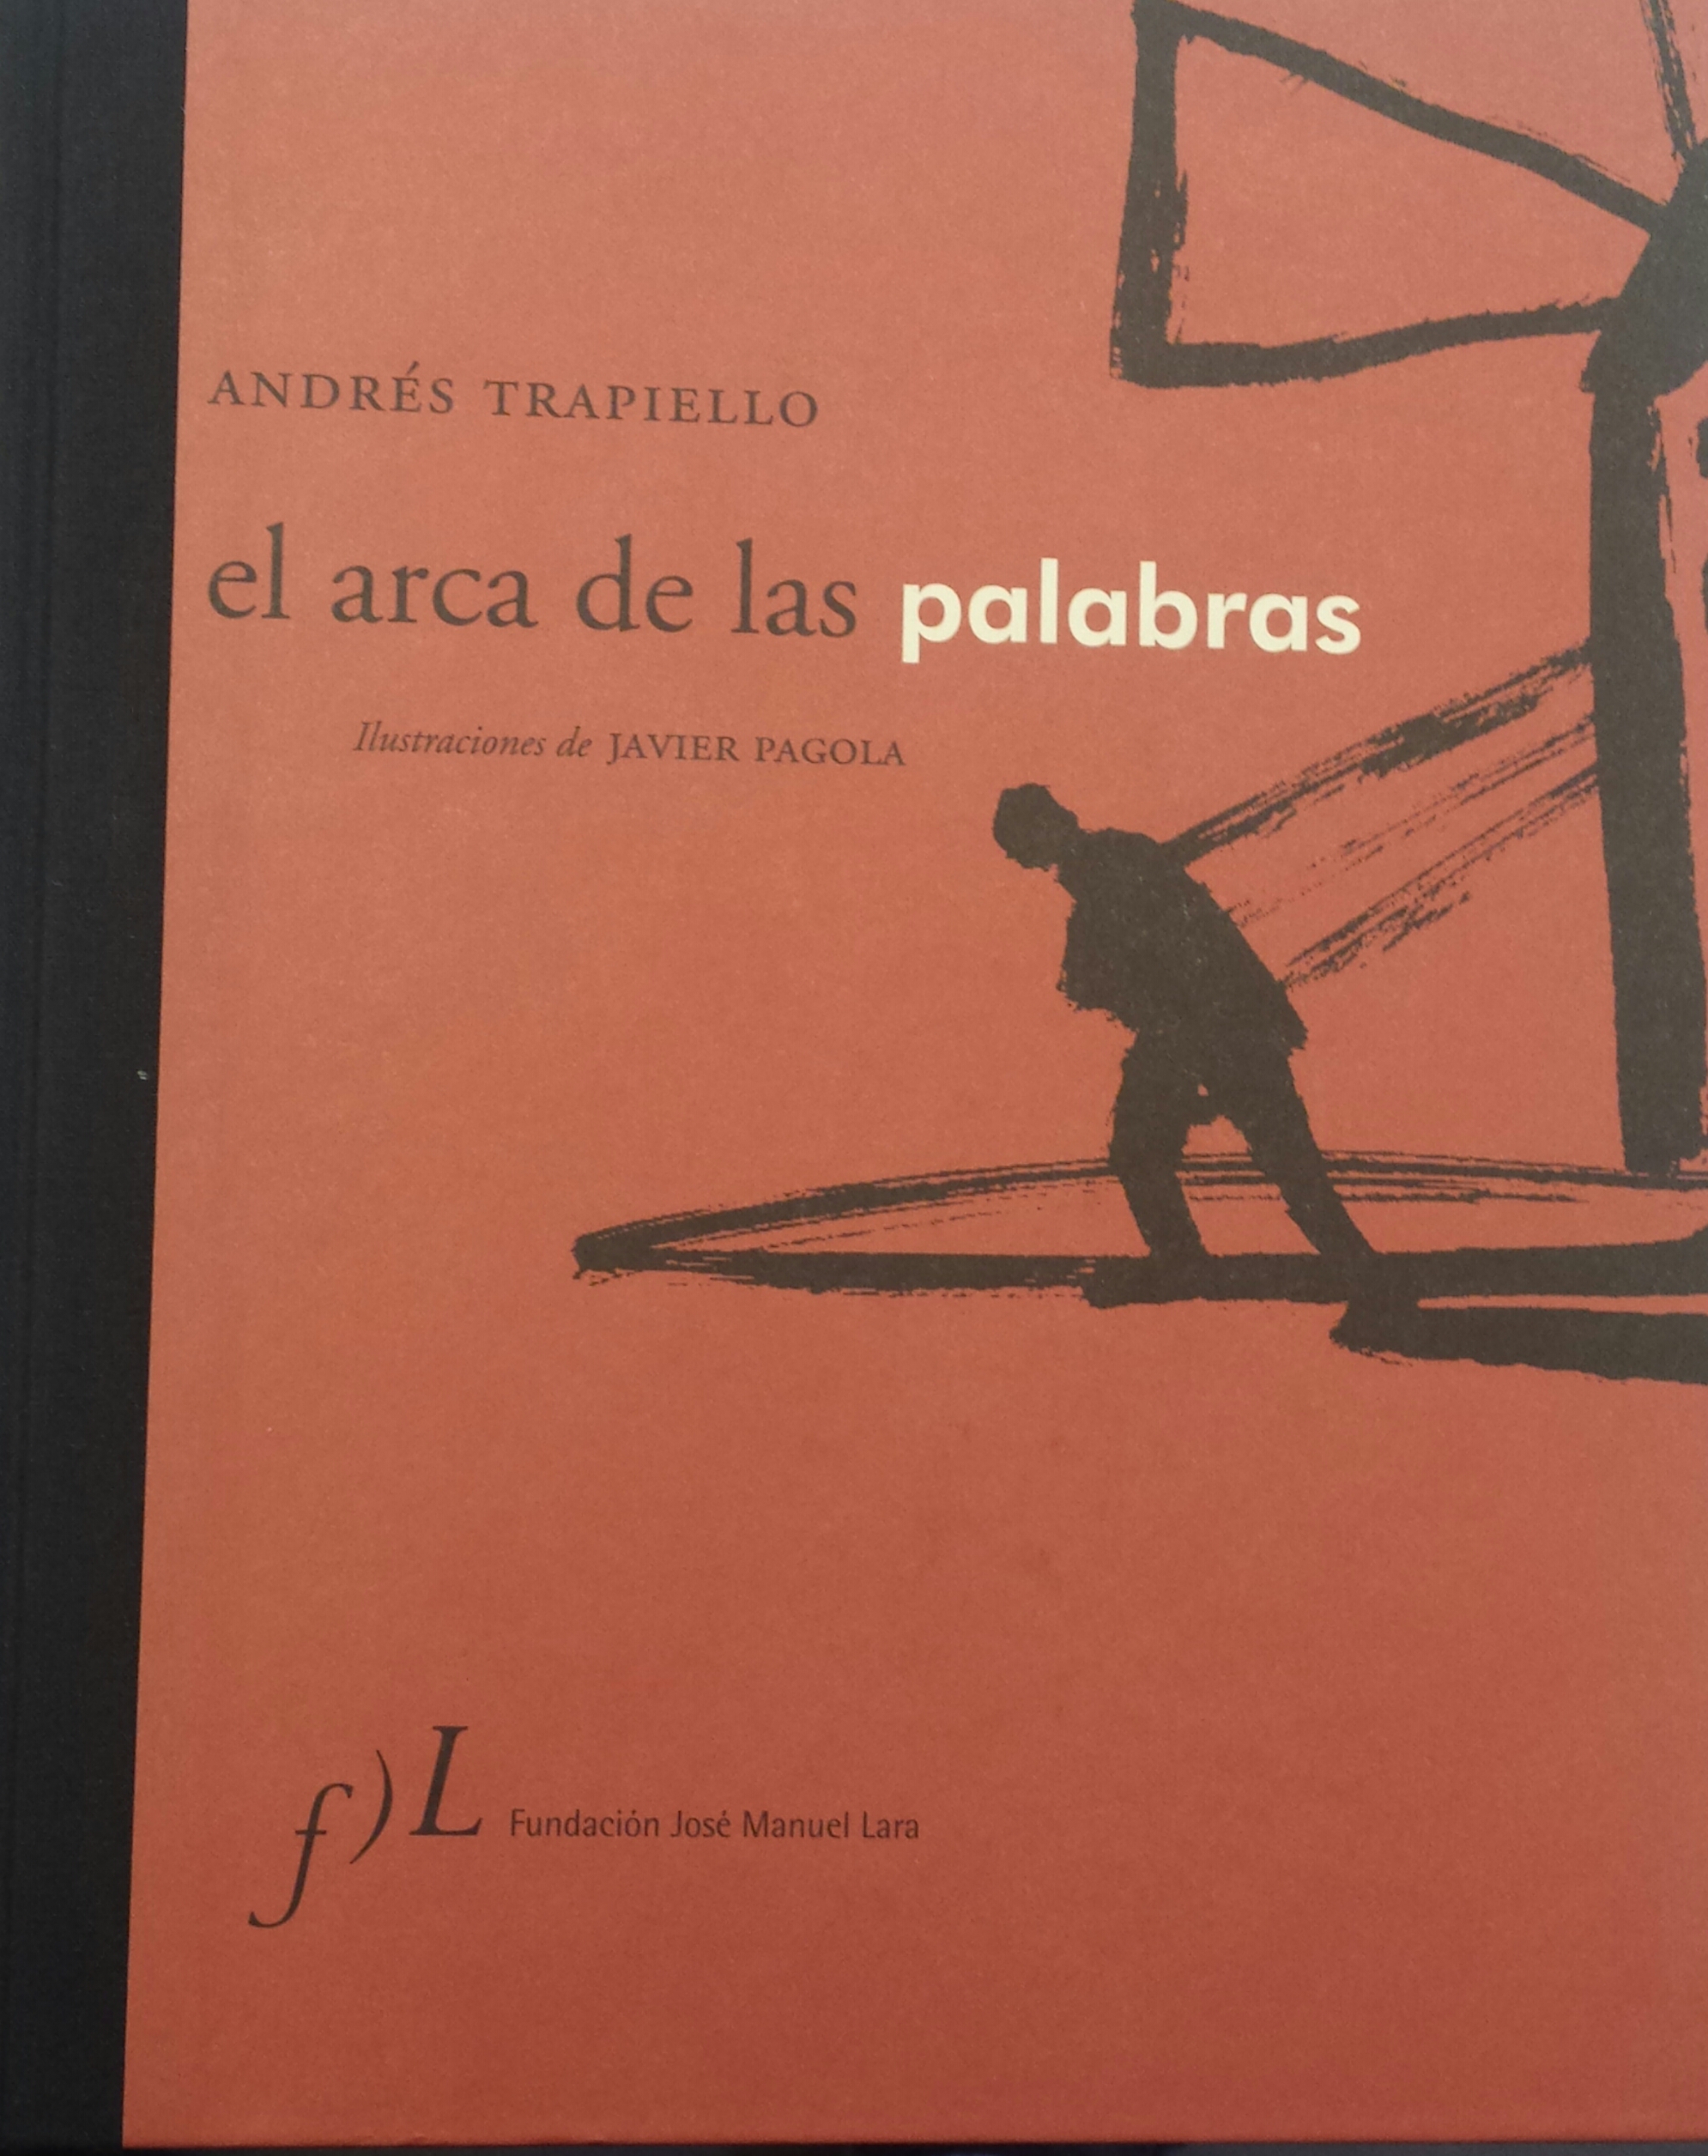 ANDRÉS TRAPIELLO
el arca de las palabras
Ilustraciones de JAVIER PAGOLA
f)L Fundación José Manuel Lara